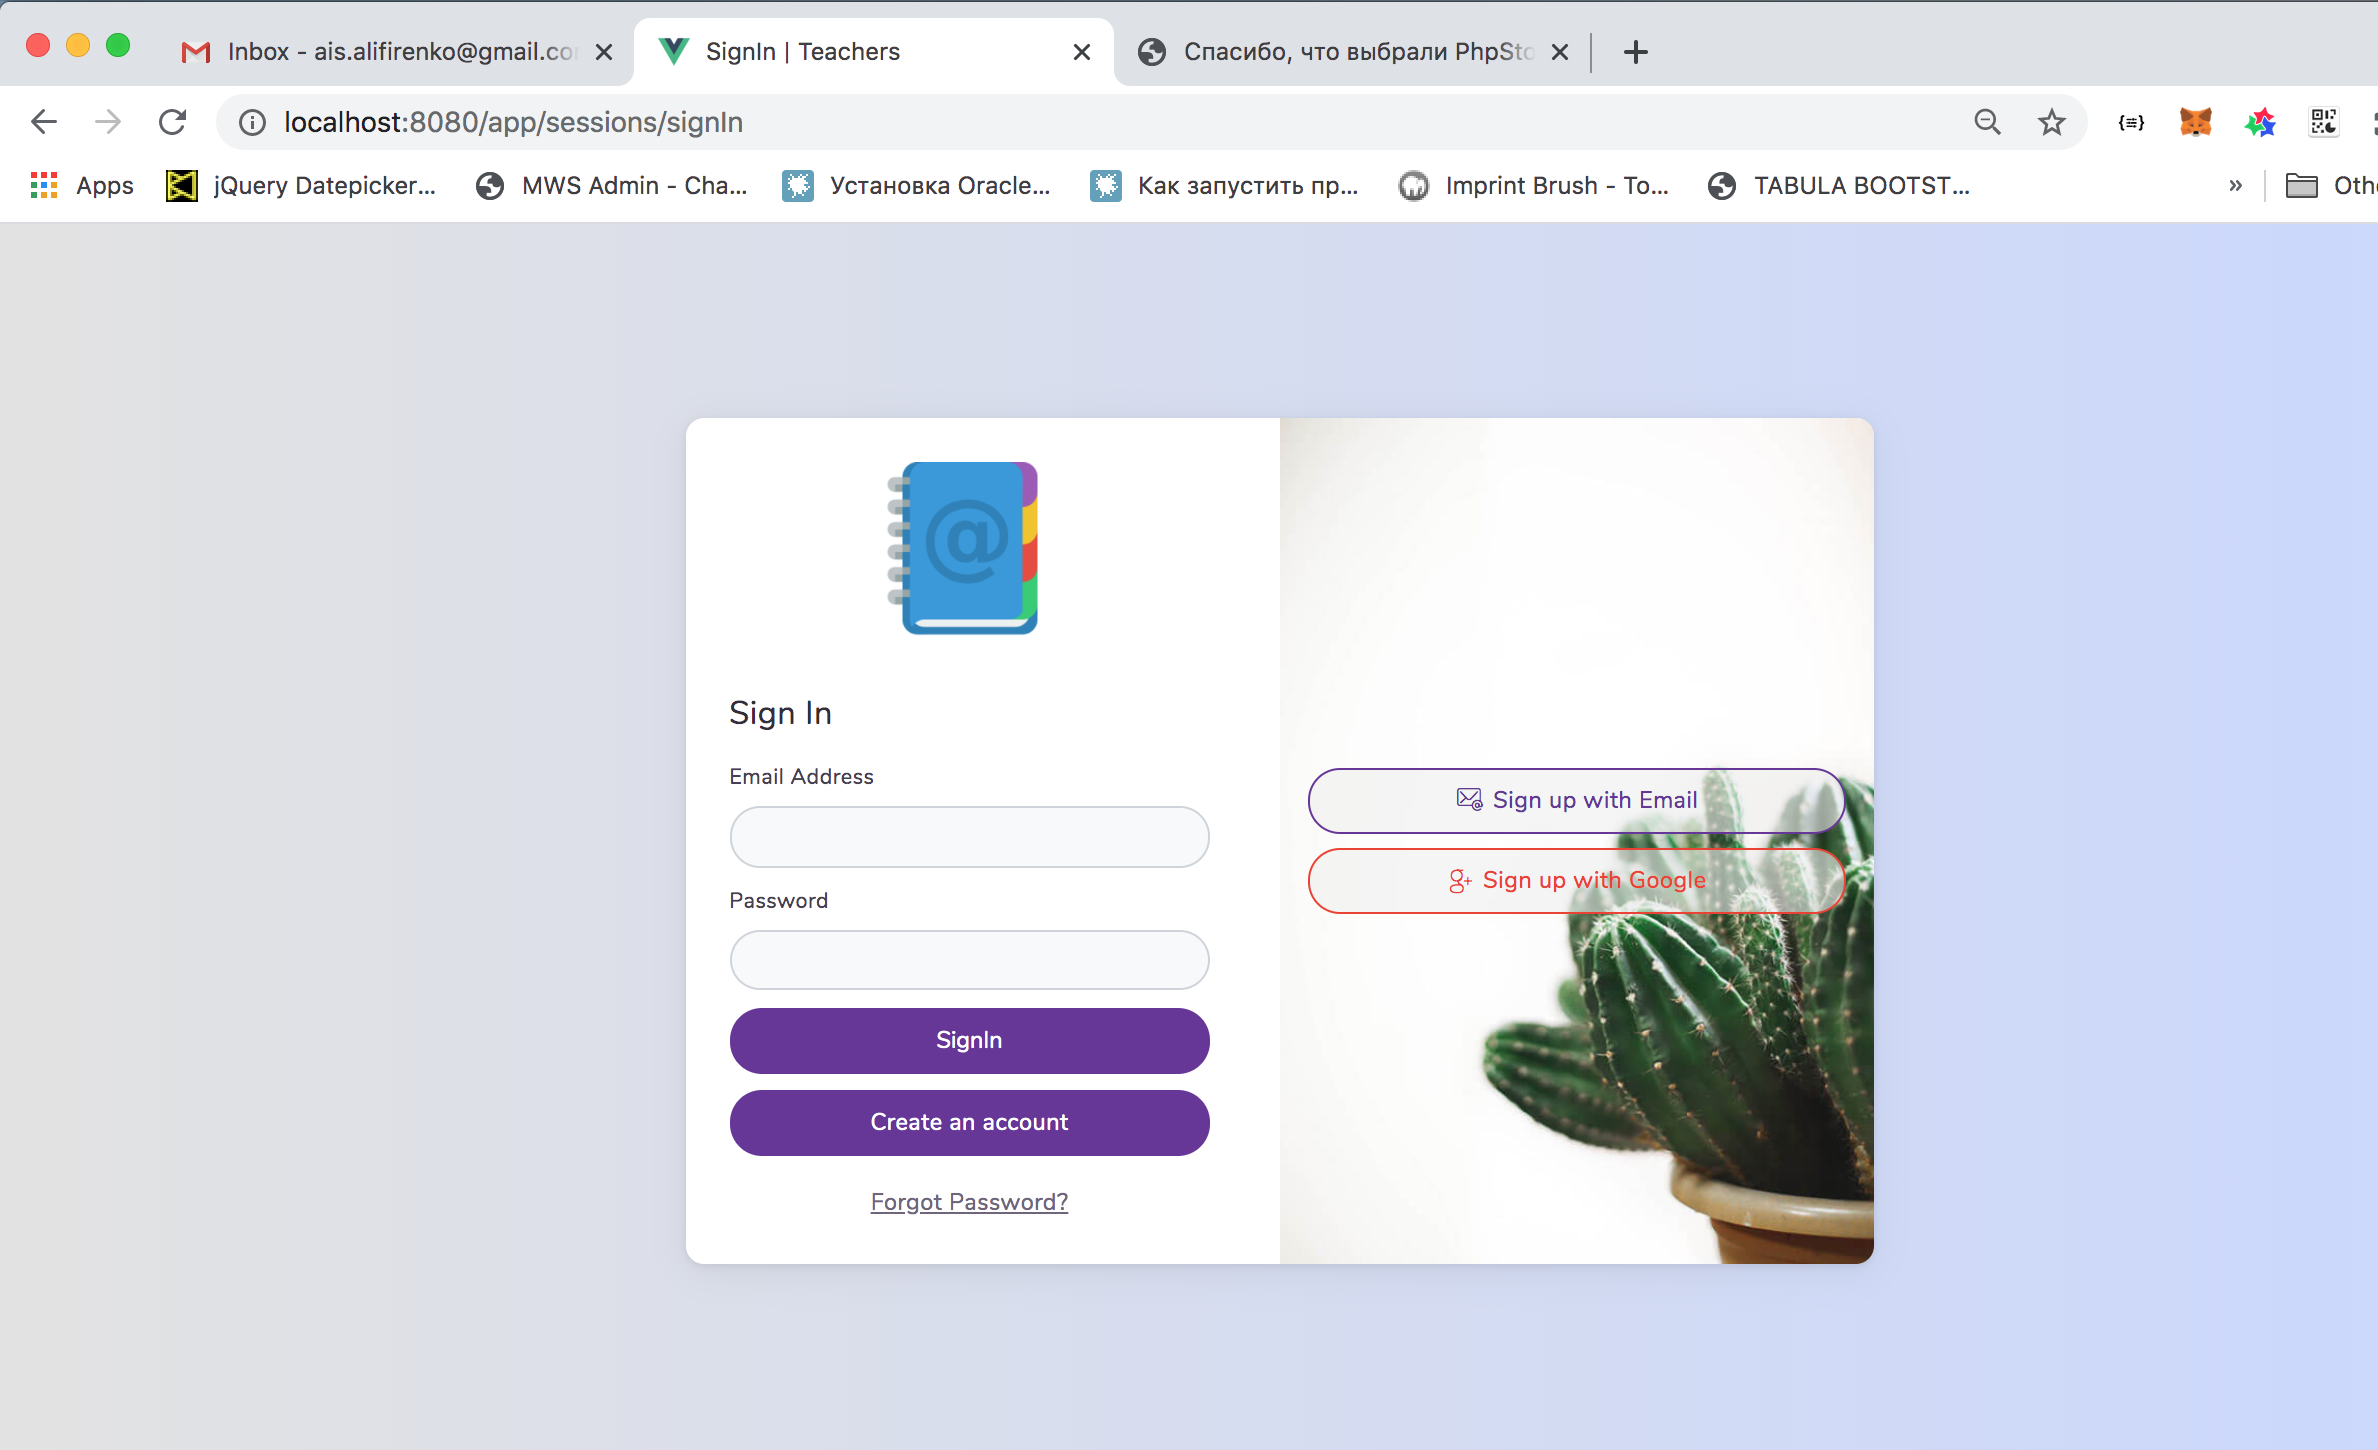 Inbox - ais.alifirenko@gmail.co
SignIn | Teachers
Спасибо, что выбрали PhpSto
localhost:8080/app/sessions/signIn
Apps
jQuery Datepicker...
MWS Admin - Cha...
Установка Oracle...
Как запустить пр...
Imprint Brush - To...
TABULA BOOTST...
»
Oth
@
Sign In
Email Address
Password
SignIn
Create an account
Forgot Password?
Sign up with Email
Sign up with Google